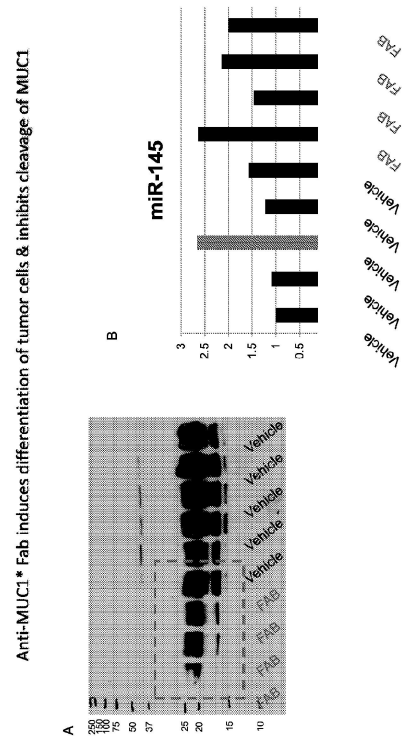 Anti-MUC1* Fab induces differentiation of tumor cells & inhibits cleavage of MUC1
A
250
150
100
75
50
37
25
20
15
10
FAB
FAB
FAB
FAB
Vehicle
Vehicle
Vehicle
Vehicle
Vehicle
B
miR-145
3
2.5
2
1.5
1
0.5
Vehicle
Vehicle
Vehicle
Vehicle
Vehicle
FAB
FAB
FAB
FAB